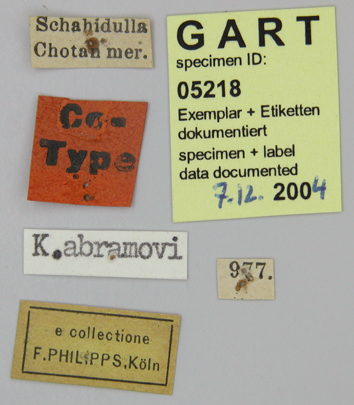 Schahidulla
Chotan mer.
GART
specimen ID:
05218
Exemplar + Etiketten
dokumentiert
specimen + label
data documented
7.12. 2004
Co-
Type
K.abramovi
977.
e collectione
F.PHILIPPS,Köln